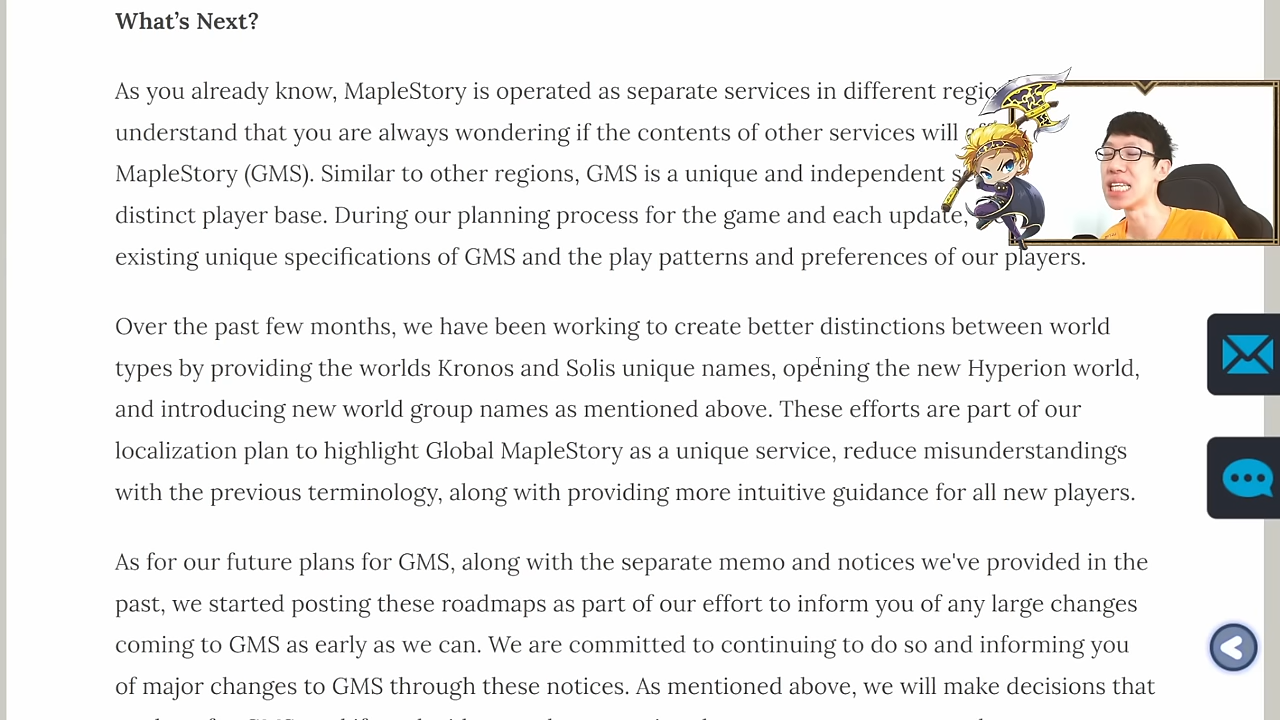 What’s Next?
As you already know, MapleStory is operated as separate services in different
understand that you are always wondering if the contents of other services will
MapleStory (GMS). Similar to other regions, GMS is a unique and independent
distinct player base. During our planning process for the game and each update,
existing unique specifications of GMS and the play patterns and preferences of our players.
Over the past few months, we have been working to create better distinctions between world
types by providing the worlds Kronos and Solis unique names, opening the new Hyperion world,
and introducing new world group names as mentioned above. These efforts are part of our
localization plan to highlight Global MapleStory as a unique service, reduce misunderstandings
with the previous terminology, along with providing more intuitive guidance for all new players.
As for our future plans for GMS, along with the separate memo and notices we've provided in the
past, we started posting these roadmaps as part of our effort to inform you of any large changes
coming to GMS as early as we can. We are committed to continuing to do so and informing you
of major changes to GMS through these notices. As mentioned above, we will make decisions that